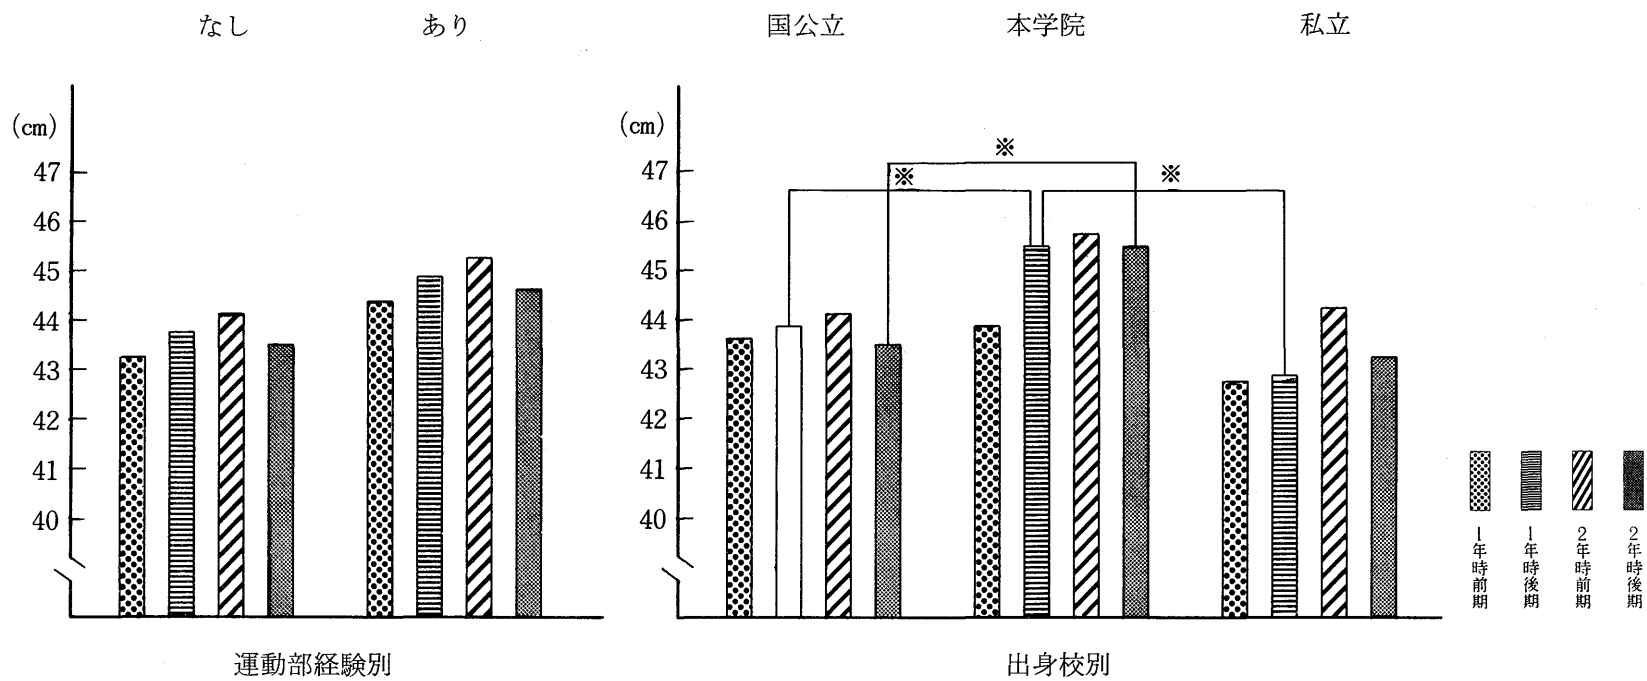 なし
あり
国公立
本学院
私立
(cm)
47
46
45
44
43
42
41
40
運動部経験別
(cm)
47
46
45
44
43
42
41
40
※
※
※
出身校別
1年時前期
1年時後期
2年時前期
2年時後期